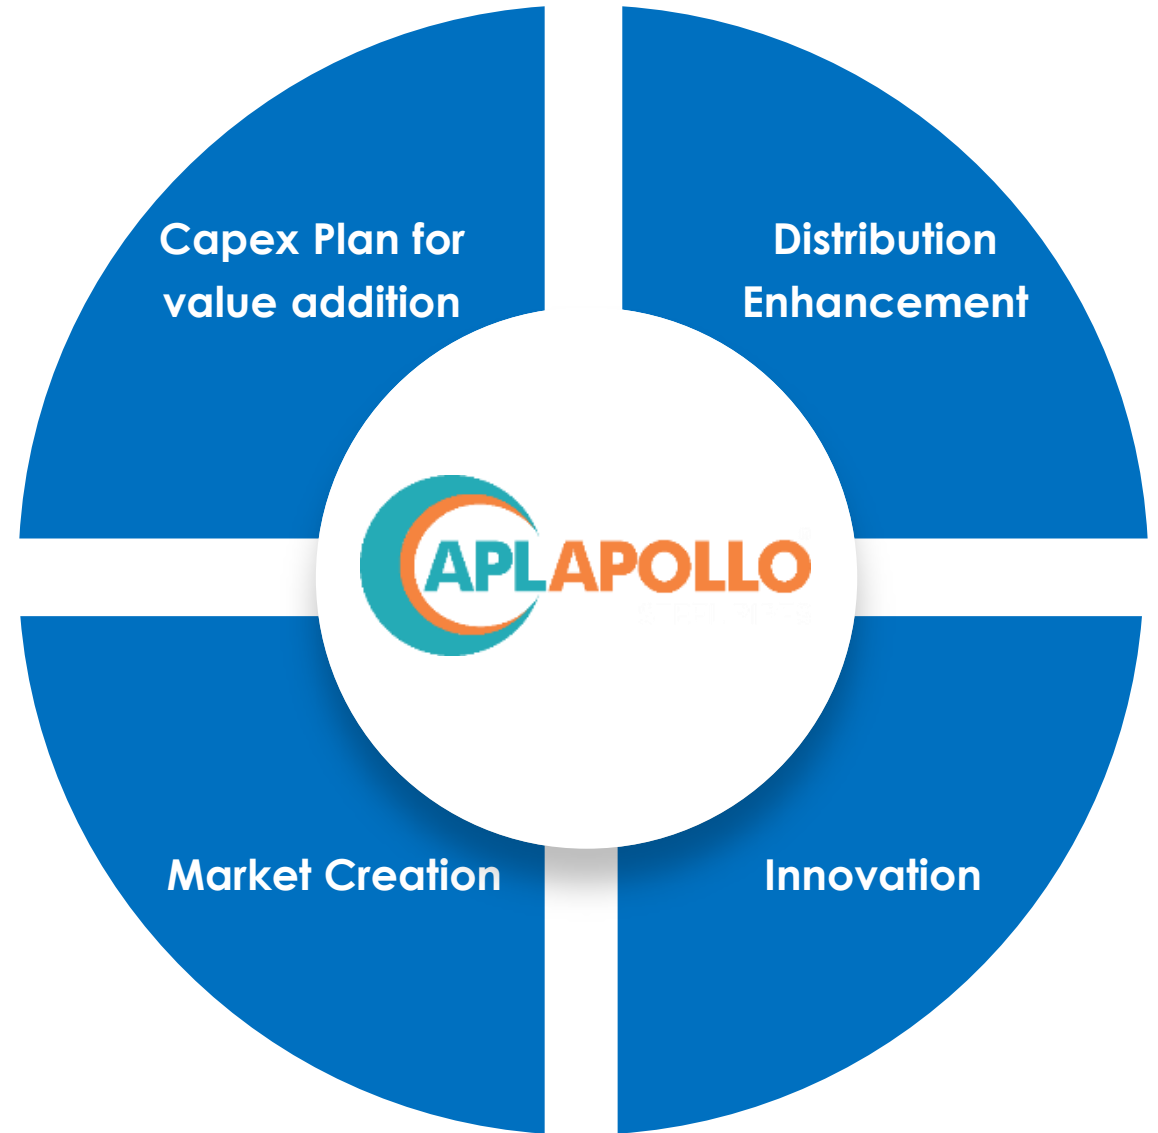 Capex Plan for
value addition
Distribution
Enhancement
APLAPOLLO
Market Creation
Innovation